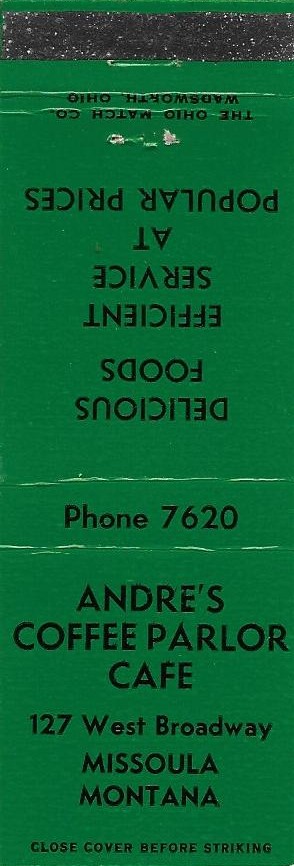 THE OHIO MATCH CO.
WADSWORTH, OHIO
DELICIOUS
FOODS
EFFICIENT
SERVICE
AT
POPULAR PRICES
Phone 7620
ANDRE'S
COFFEE PARLOR
CAFE
127 West Broadway
MISSOULA
MONTANA
CLOSE COVER BEFORE STRIKING